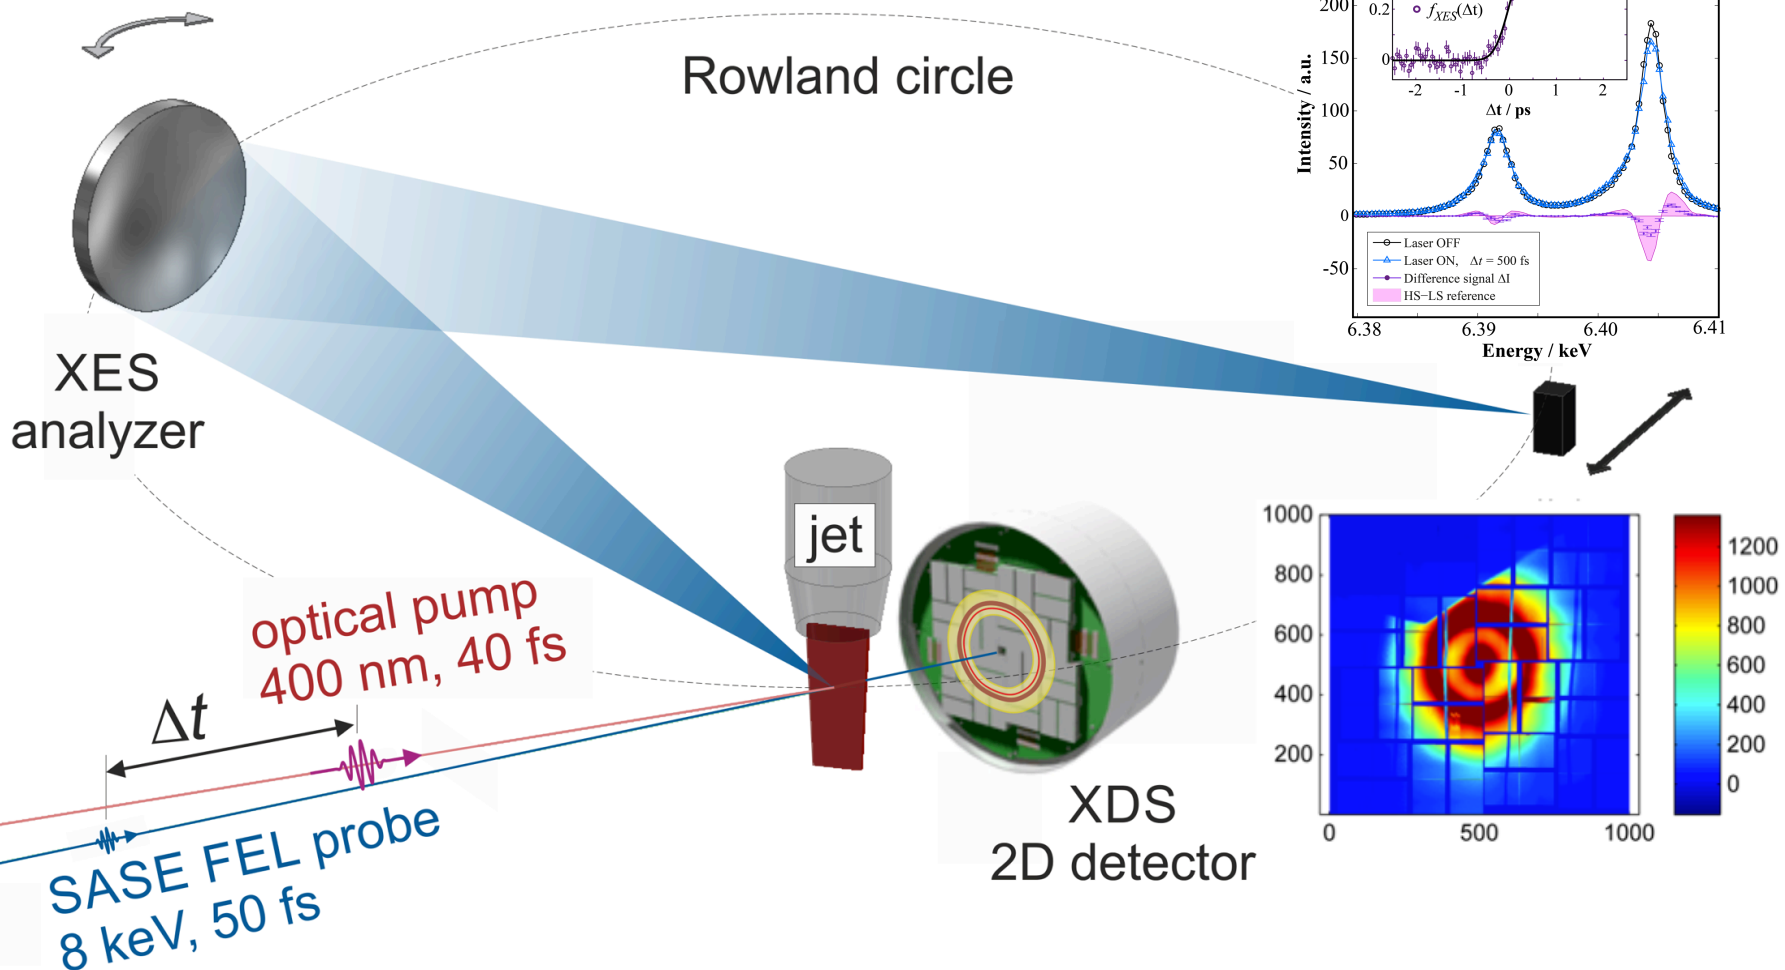 Rowland circle
XES
analyzer
jet
optical pump
400 nm, 40 fs
Δt
SASE FEL probe
8 keV, 50 fs
XDS
2D detector
200
150
100
50
0
-50
Intensity / a.u.
0.2
0
f_XES(Δt)
-2 -1 0 1 2
Δt / ps
Laser OFF
Laser ON, Δt = 500 fs
Difference signal ΔI
HS−LS reference
6.38 6.39 6.40 6.41
Energy / keV
1000
800
600
400
200
0 500 1000
1200
1000
800
600
400
200
0